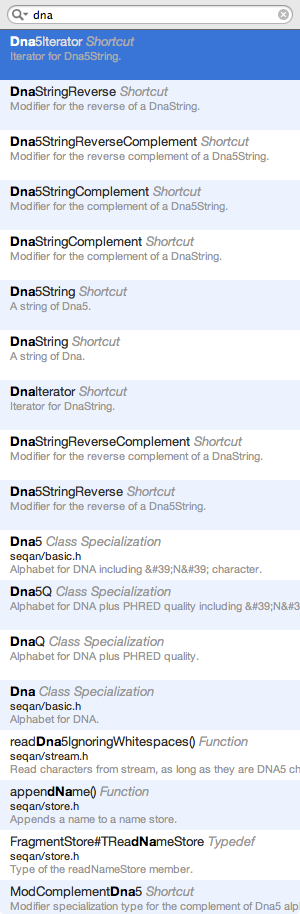 dna
Dna5Iterator Shortcut
Iterator for Dna5String.
DnaStringReverse Shortcut
Modifier for the reverse of a DnaString.
Dna5StringReverseComplement Shortcut
Modifier for the reverse complement of a Dna5String.
Dna5StringComplement Shortcut
Modifier for the complement of a Dna5String.
DnaStringComplement Shortcut
Modifier for the complement of a DnaString.
Dna5String Shortcut
A string of Dna5.
DnaString Shortcut
A string of Dna.
DnaIterator Shortcut
Iterator for DnaString.
DnaStringReverseComplement Shortcut
Modifier for the reverse complement of a DnaString.
Dna5StringReverse Shortcut
Modifier for the reverse of a Dna5String.
Dna5 Class Specialization
seqan/basic.h
Alphabet for DNA including &#39;N&#39; character.
Dna5Q Class Specialization
Alphabet for DNA plus PHRED quality including &#39;N&#3
DnaQ Class Specialization
Alphabet for DNA plus PHRED quality.
Dna Class Specialization
seqan/basic.h
Alphabet for DNA.
readDna5IgnoringWhitespaces() Function
seqan/stream.h
Read characters from stream, as long as they are DNA5 ch
appendName() Function
seqan/store.h
Appends a name to a name store.
FragmentStore#TReadNameStore Typedef
seqan/store.h
Type of the readNameStore member.
ModComplementDna5 Shortcut
Modifier specialization type for the complement of Dna5 alp